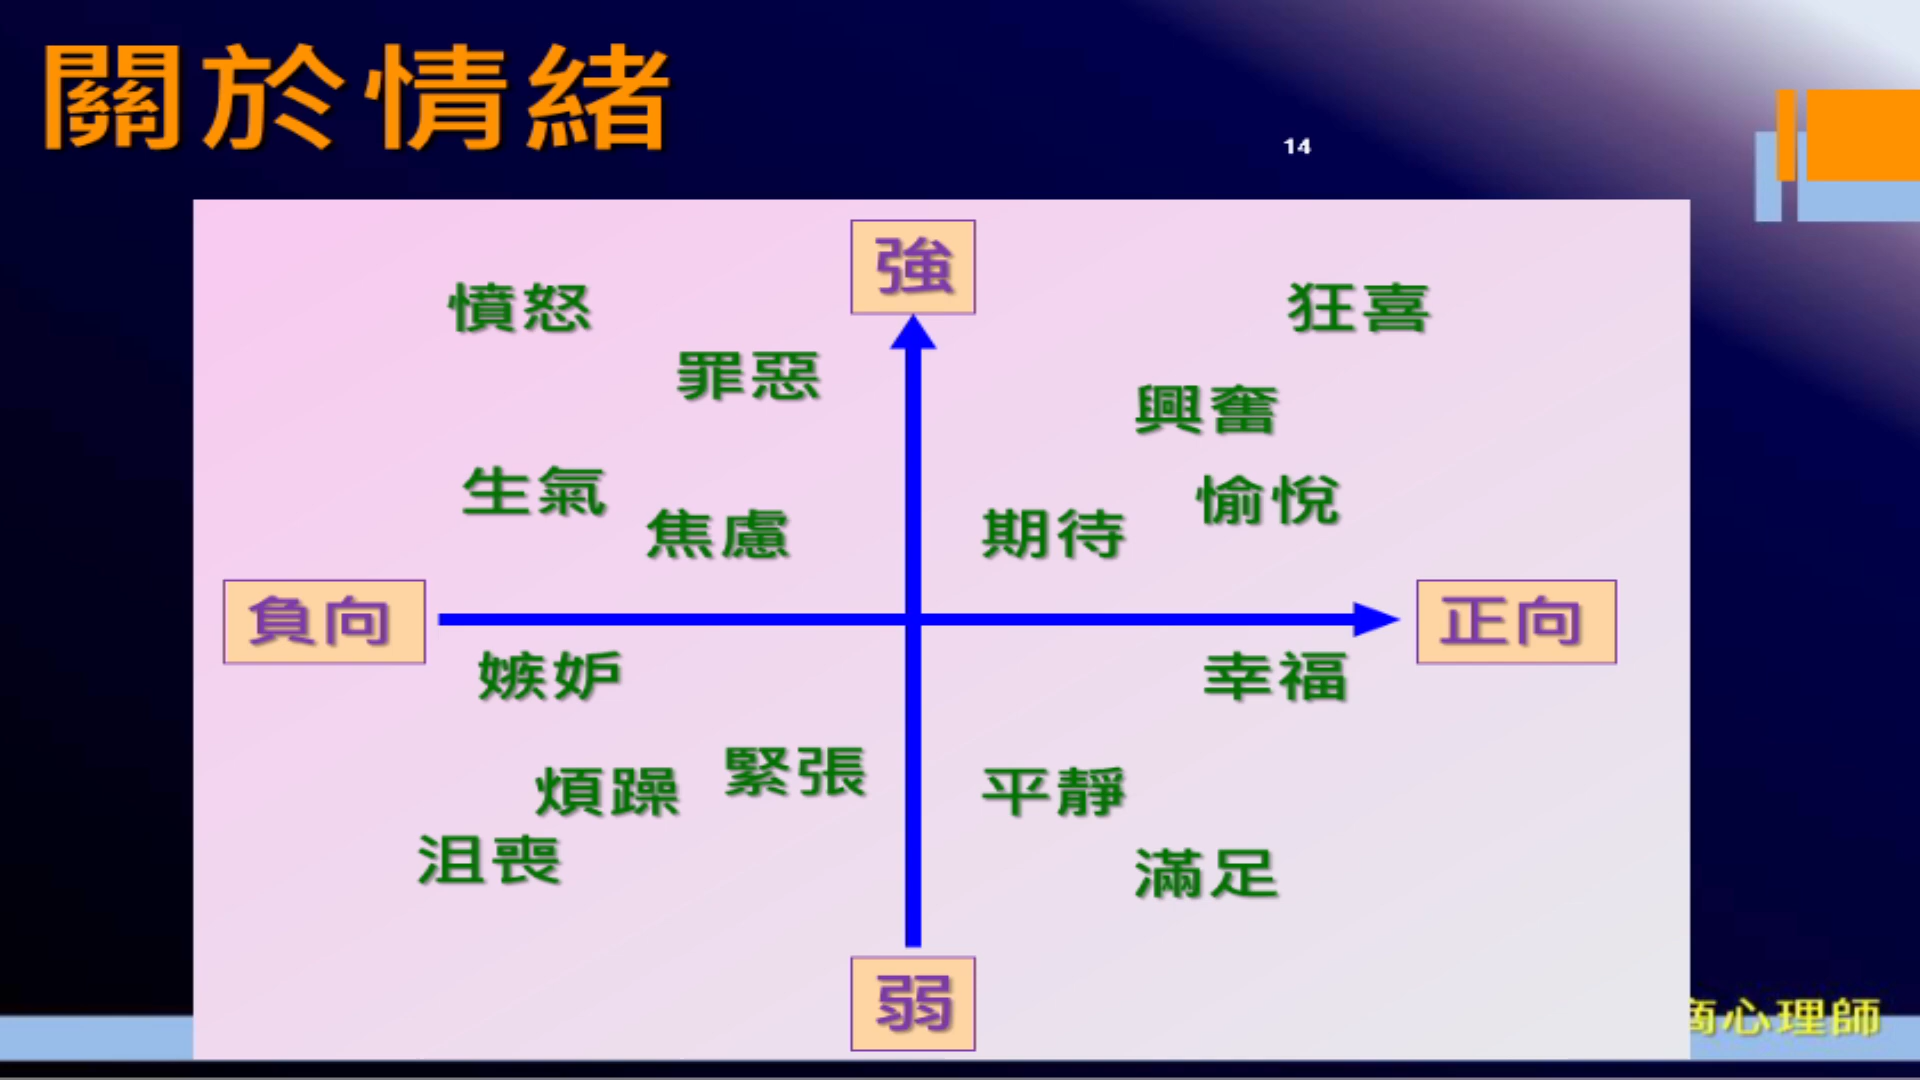 關於情緒
14
強
憤怒
狂喜
罪惡
興奮
生氣
愉悅
焦慮
期待
負向
正向
嫉妒
幸福
緊張
煩躁
平靜
沮喪
滿足
弱
商心理師